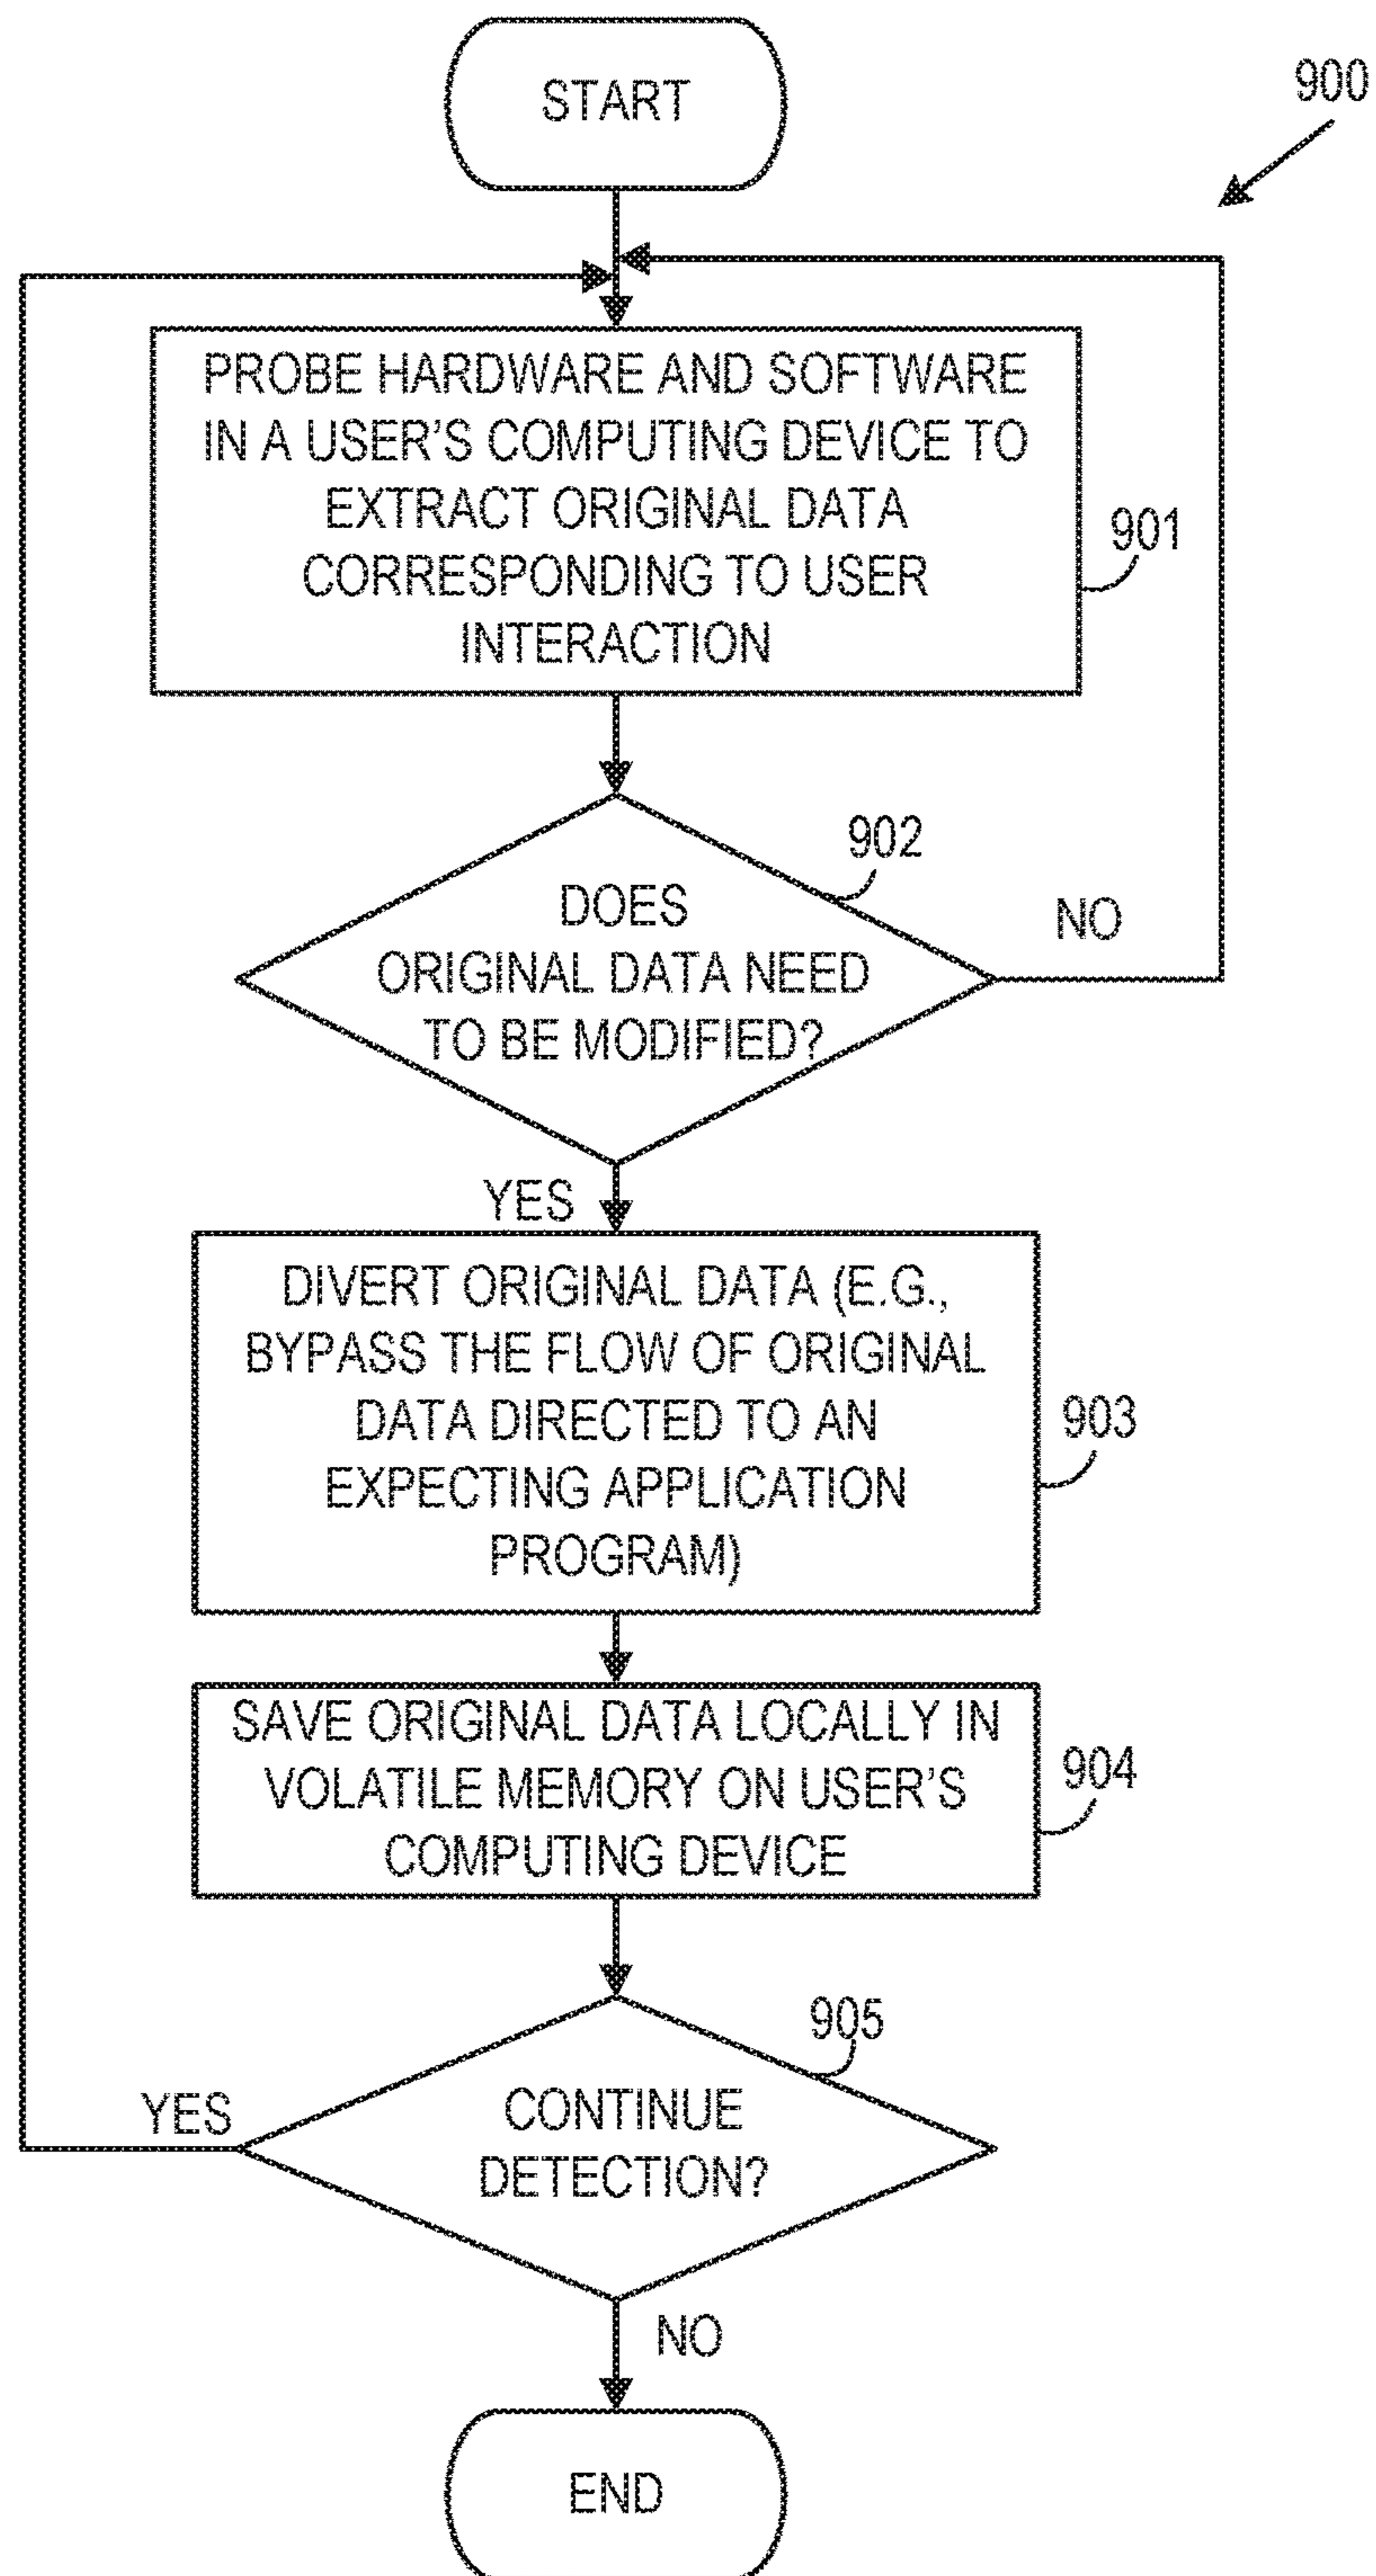 START
900
PROBE HARDWARE AND SOFTWARE
IN A USER'S COMPUTING DEVICE TO
EXTRACT ORIGINAL DATA
CORRESPONDING TO USER
INTERACTION
901
902
DOES
ORIGINAL DATA NEED
TO BE MODIFIED?
NO
YES
DIVERT ORIGINAL DATA (E.G.,
BYPASS THE FLOW OF ORIGINAL
DATA DIRECTED TO AN
EXPECTING APPLICATION
PROGRAM)
903
SAVE ORIGINAL DATA LOCALLY IN
VOLATILE MEMORY ON USER'S
COMPUTING DEVICE
904
905
CONTINUE
DETECTION?
YES
NO
END